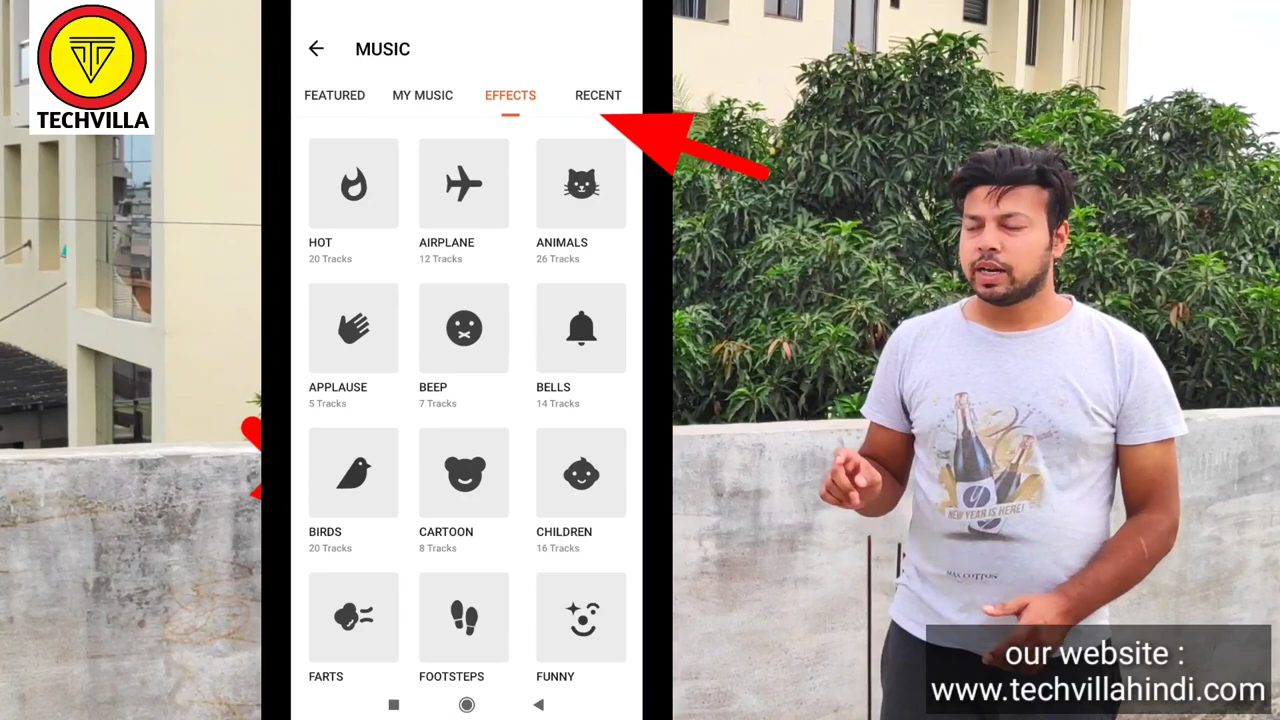 TECHVILLA
MUSIC
FEATURED MY MUSIC EFFECTS RECENT
HOT AIRPLANE ANIMALS
20 Tracks 12 Tracks 26 Tracks
APPLAUSE BEEP BELLS
5 Tracks 7 Tracks 14 Tracks
BIRDS CARTOON CHILDREN
20 Tracks 8 Tracks 16 Tracks
FARTS FOOTSTEPS FUNNY
NEW YEAR IS HERE!
MAX COTTON
our website :
www.techvillahindi.com